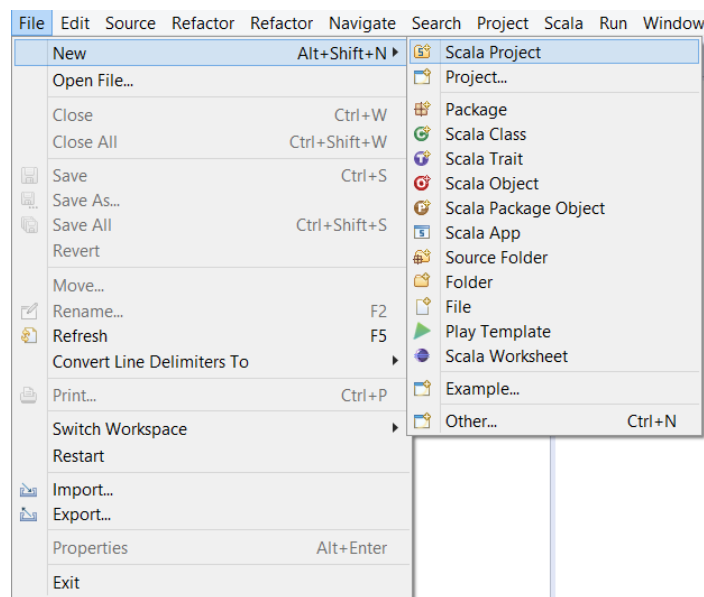 File Edit Source Refactor Refactor Navigate Search Project Scala Run Window
New Alt+Shift+N
Open File...
Close Ctrl+W
Close All Ctrl+Shift+W
Save Ctrl+S
Save As...
Save All Ctrl+Shift+S
Revert
Move...
Rename... F2
Refresh F5
Convert Line Delimiters To
Print... Ctrl+P
Switch Workspace
Restart
Import...
Export...
Properties Alt+Enter
Exit
Scala Project
Project...
Package
Scala Class
Scala Trait
Scala Object
Scala Package Object
Scala App
Source Folder
Folder
File
Play Template
Scala Worksheet
Example...
Other... Ctrl+N